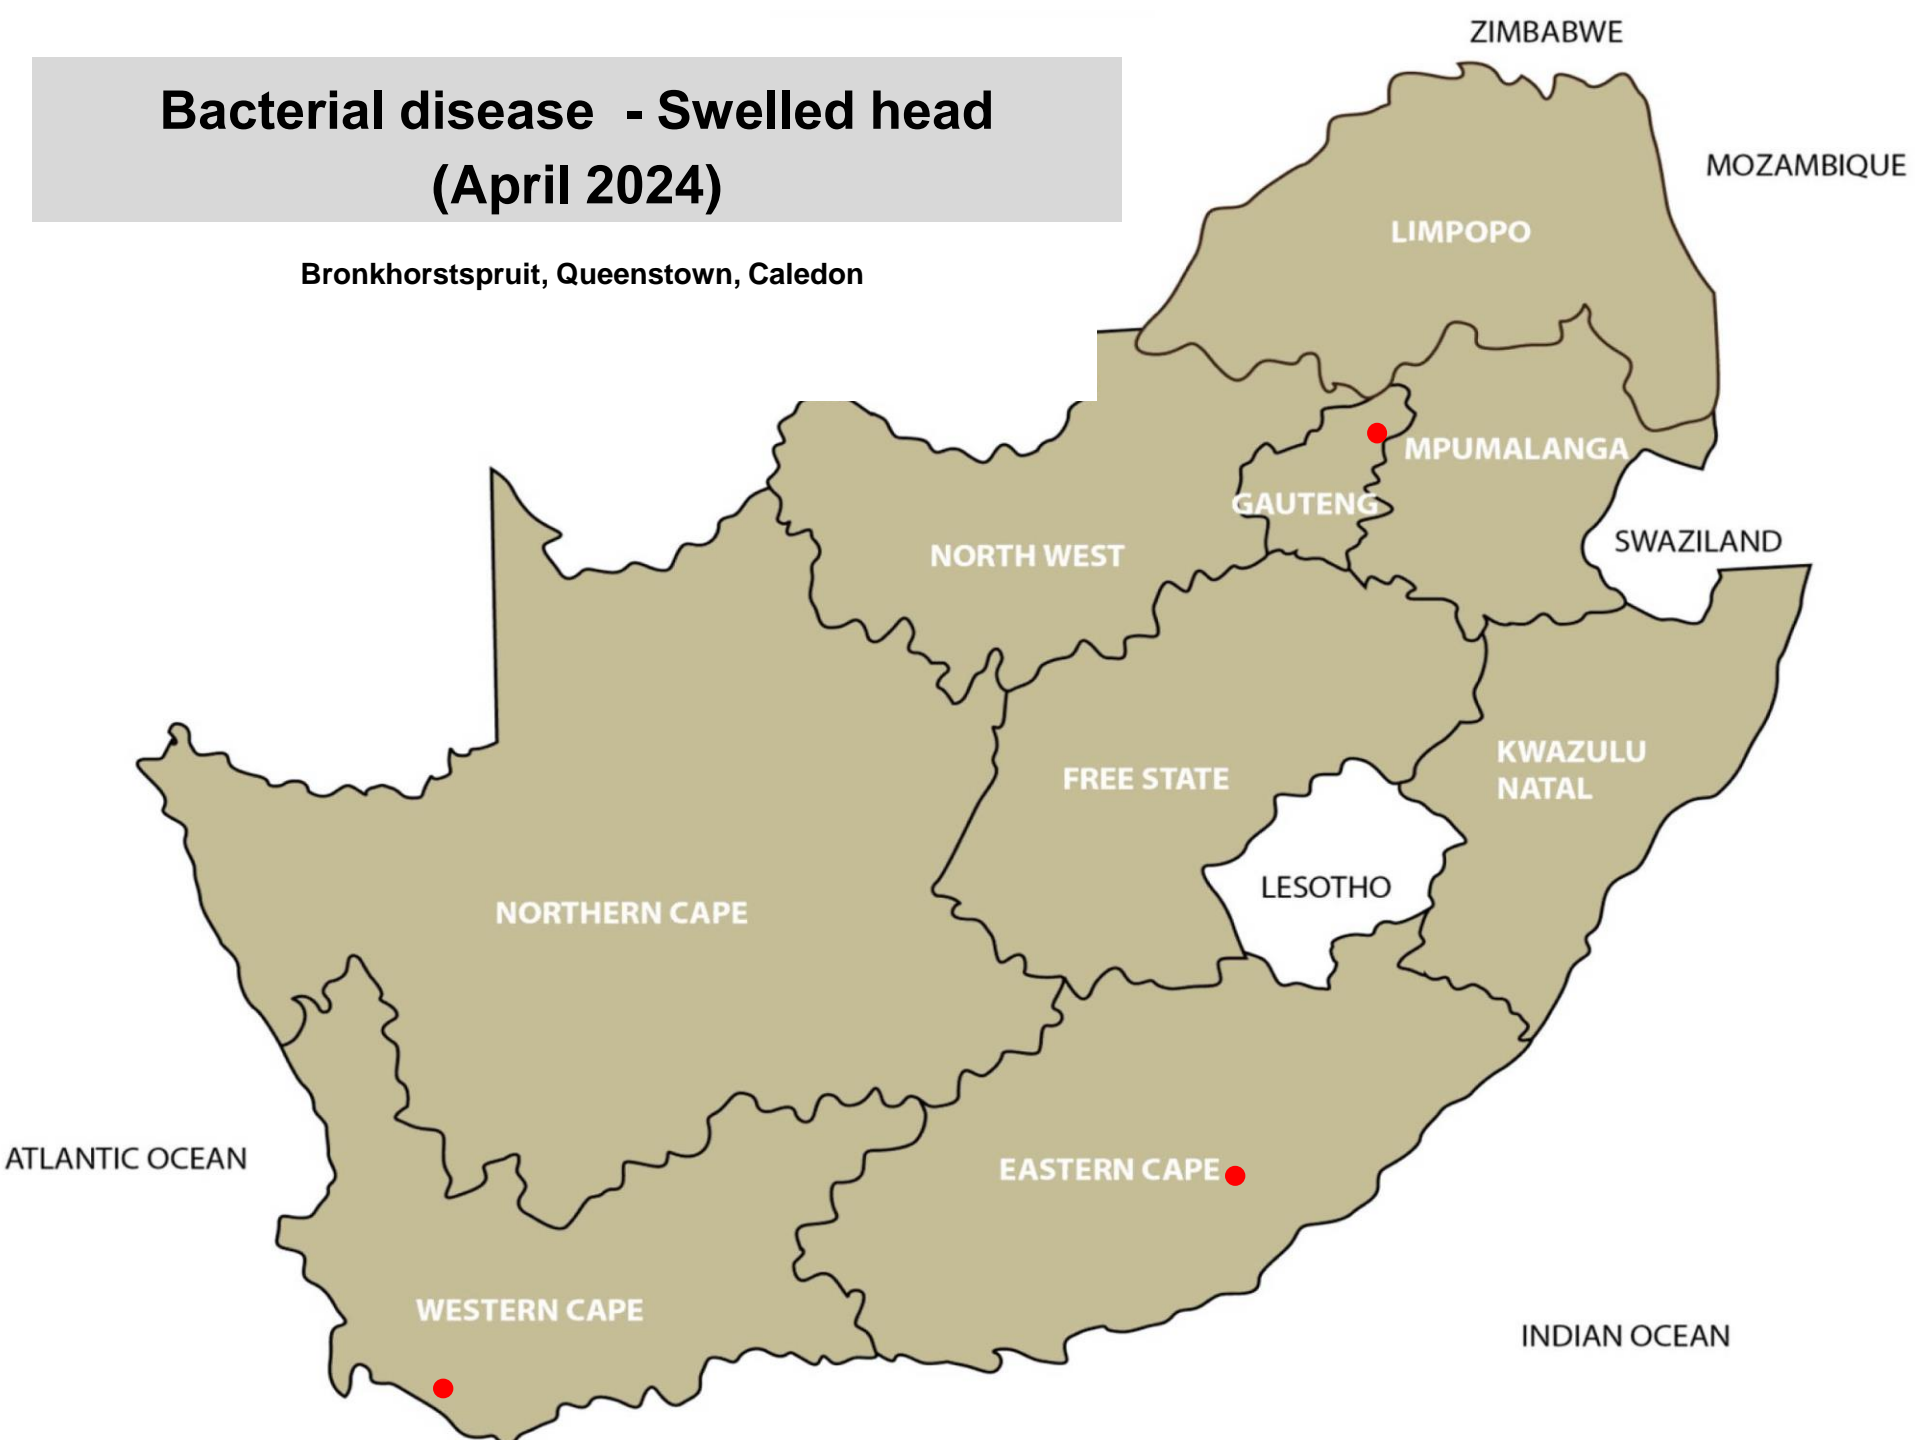 ZIMBABWE
Bacterial disease - Swelled head
(April 2024)
MOZAMBIQUE
LIMPOPO
Bronkhorstspruit, Queenstown, Caledon
MPUMALANGA
GAUTENG
SWAZILAND
NORTH WEST
KWAZULU
NATAL
FREE STATE
LESOTHO
NORTHERN CAPE
ATLANTIC OCEAN
EASTERN CAPE
WESTERN CAPE
INDIAN OCEAN